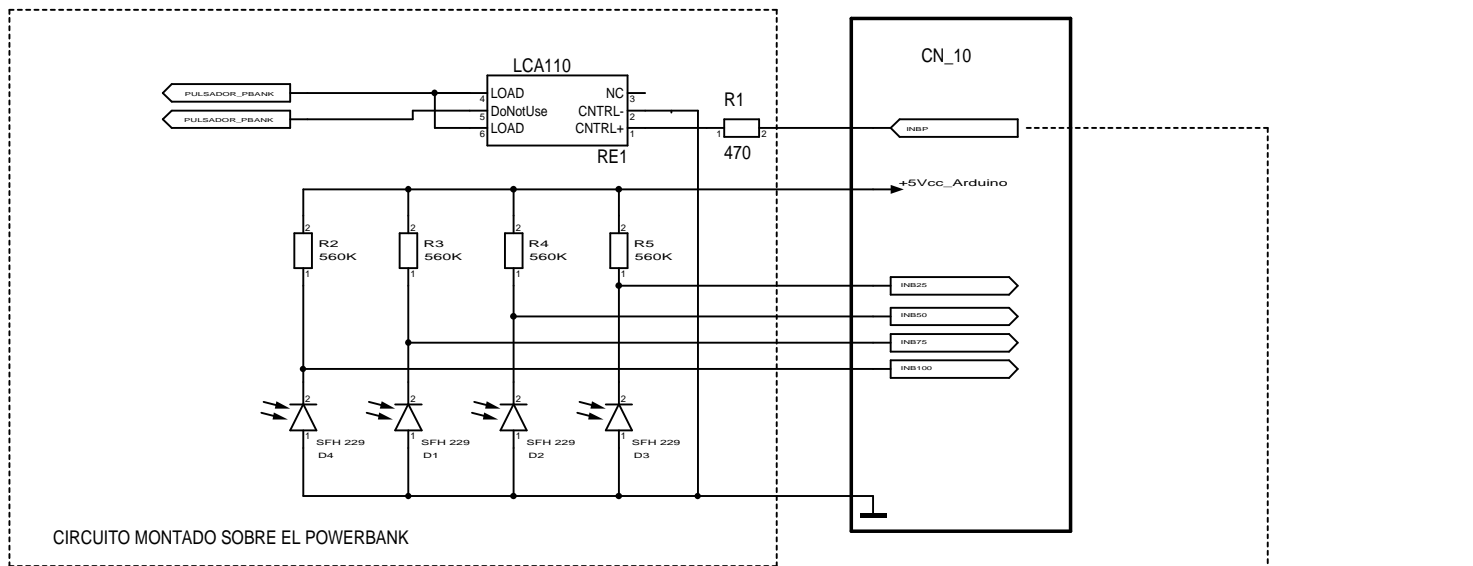 LCA110
CN_10
PULSADOR_PBANK
LOAD
4
NC
3
R1
PULSADOR_PBANK
DoNotUse
5
CNTRL-
2
LOAD
6
CNTRL+
1
1
2
INBP
RE1
470
+5Vcc_Arduino
2
2
2
2
R2
560K
R3
560K
R4
560K
R5
560K
1
1
1
1
INB25
INB50
INB75
INB100
2
2
2
2
1
1
1
1
SFH 229
D4
SFH 229
D1
SFH 229
D2
SFH 229
D3
CIRCUITO MONTADO SOBRE EL POWERBANK